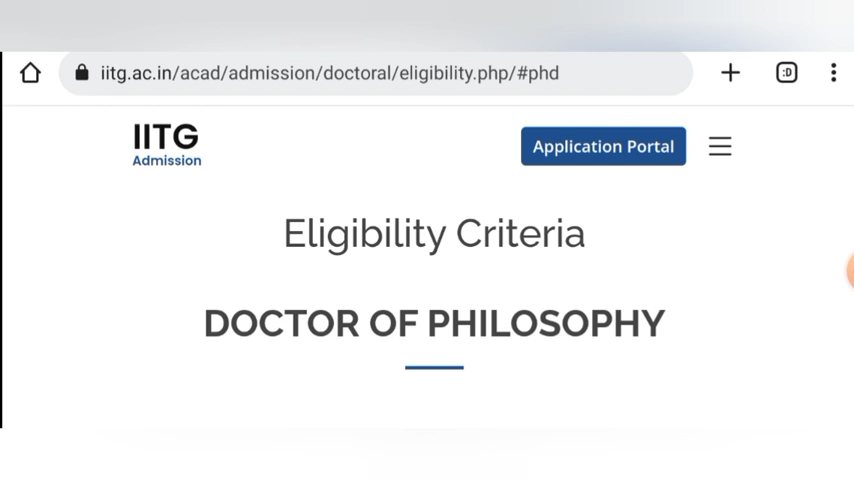 iitg.ac.in/acad/admission/doctoral/eligibility.php/#phd
:D
IITG
Admission
Application Portal
Eligibility Criteria
DOCTOR OF PHILOSOPHY